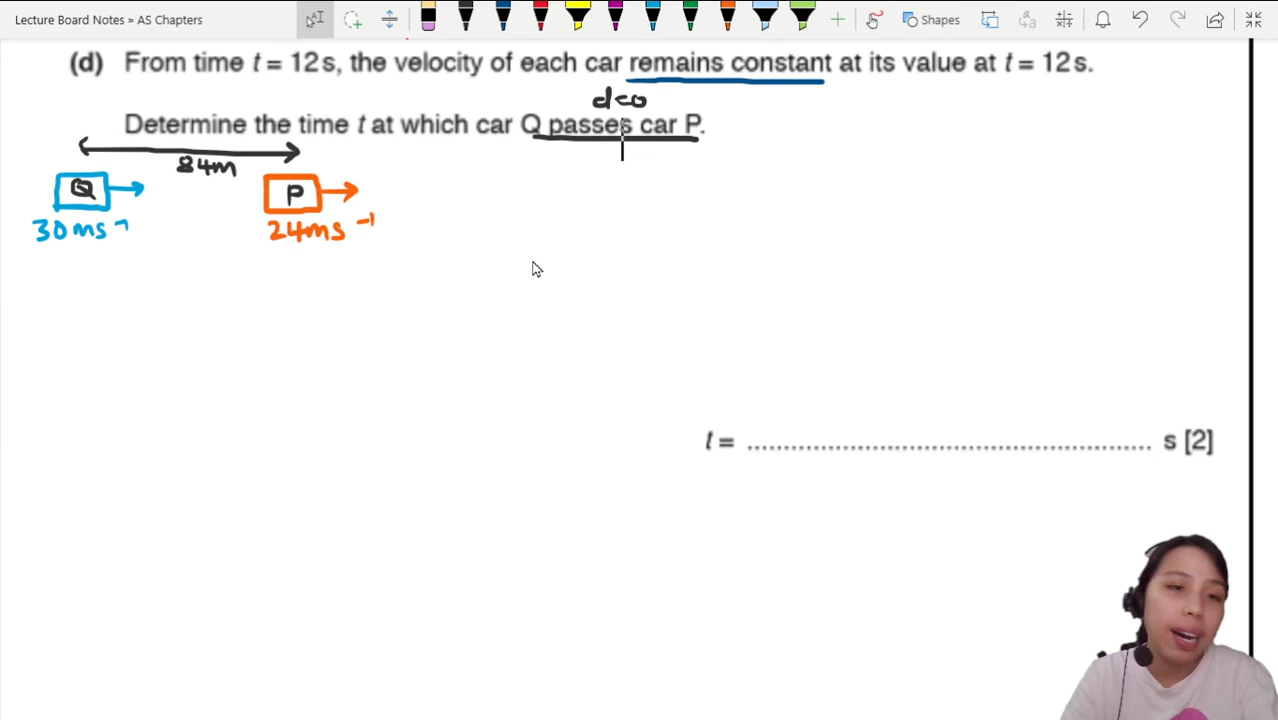 Lecture Board Notes » AS Chapters
Shapes
(d) From time t = 12 s, the velocity of each car remains constant at its value at t = 12 s.
d<0
Determine the time t at which car Q passes car P.
84m
Q
P
30ms⁻¹
24ms⁻¹
t = ...................................................... s [2]